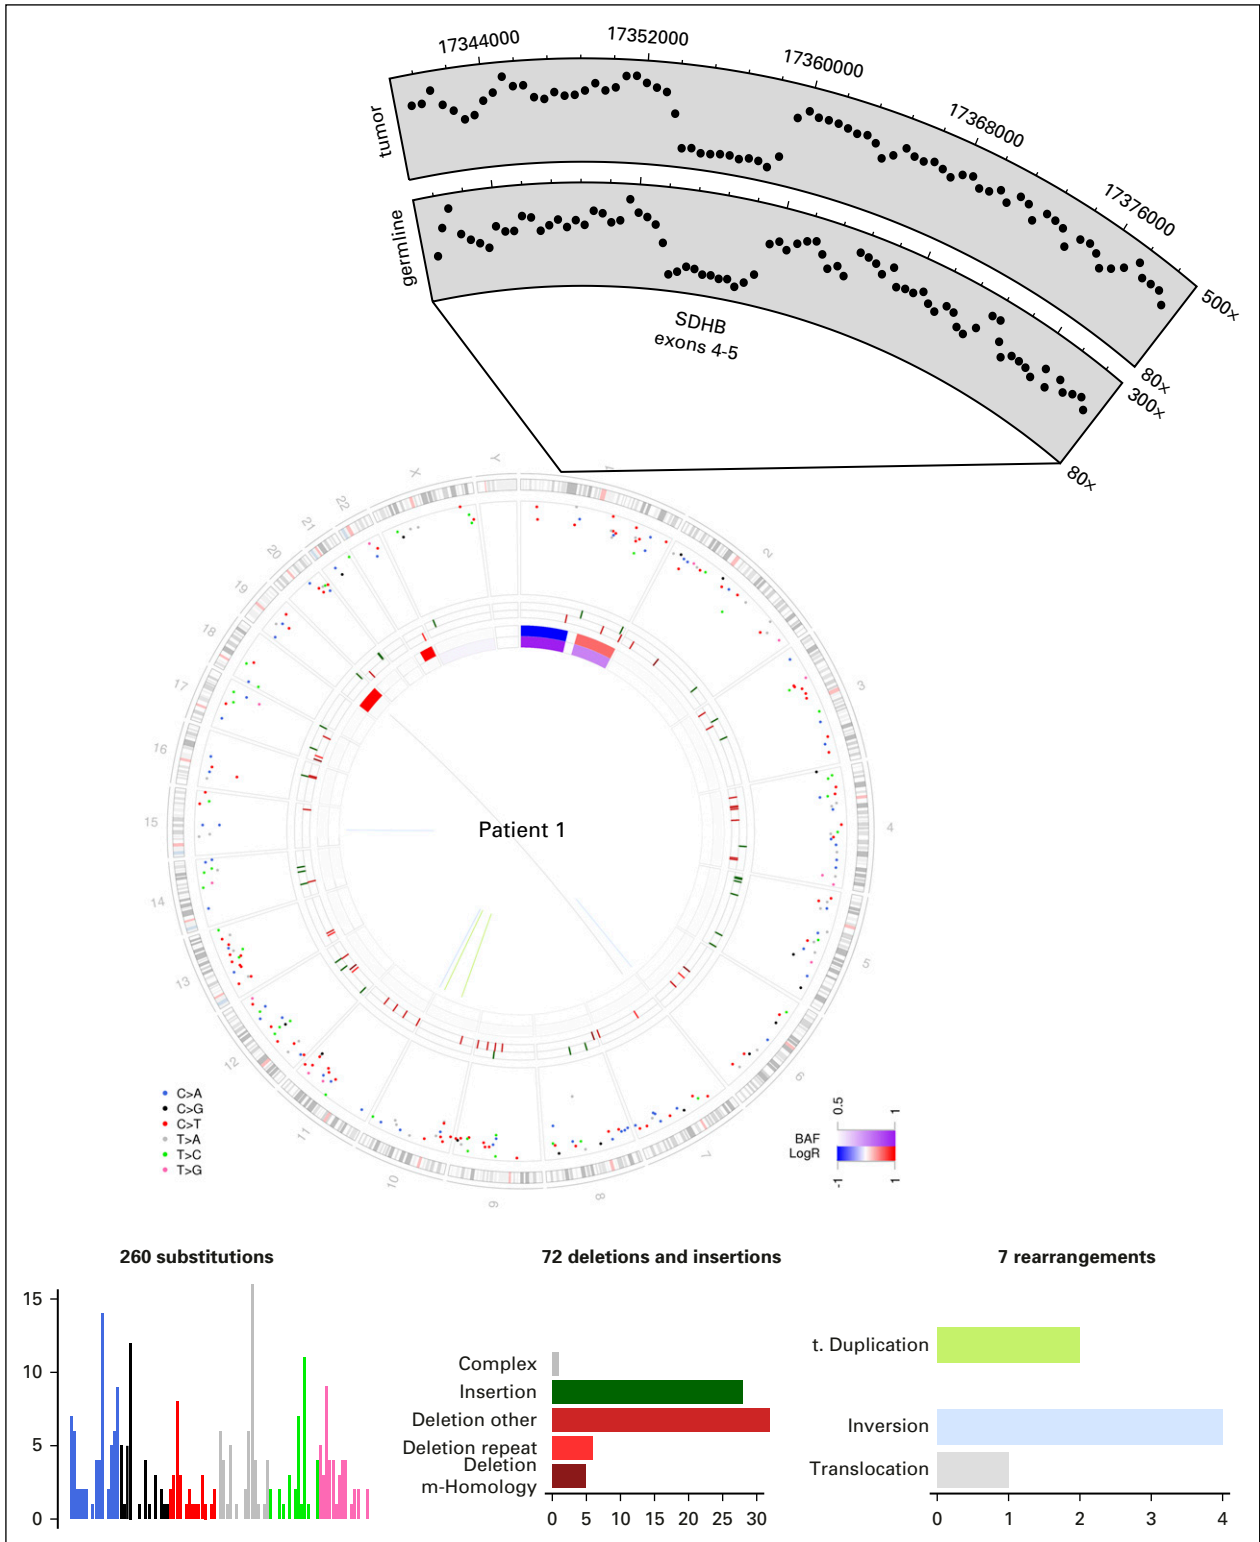 17344000
17352000
17360000
17368000
17376000
tumor
germline
500×
80×
300×
80×
SDHB
exons 4-5
1
2
3
4
5
6
7
8
9
10
11
12
13
14
15
16
17
18
19
20
21
22
X
Y
Patient 1
C>A
C>G
C>T
T>A
T>C
T>G
0.5
1
BAF
LogR
-1
1
260 substitutions
15
10
5
0
72 deletions and insertions
Complex
Insertion
Deletion other
Deletion repeat
Deletion
m-Homology
0 5 10 15 20 25 30
7 rearrangements
t. Duplication
Inversion
Translocation
0 1 2 3 4